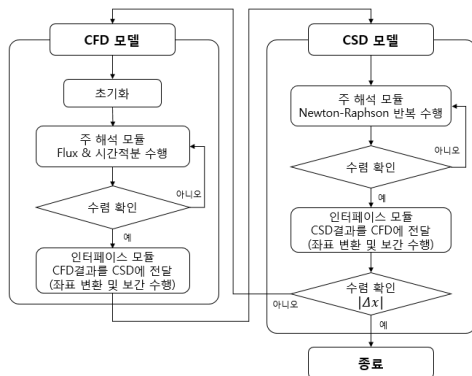 CFD 모델
초기화
주 해석 모듈
Flux & 시간적분 수행
수렴 확인
아니오
예
인터페이스 모듈
CFD결과를 CSD에 전달
(좌표 변환 및 보간 수행)
CSD 모델
주 해석 모듈
Newton-Raphson 반복 수행
수렴 확인
아니오
예
인터페이스 모듈
CSD결과를 CFD에 전달
(좌표 변환 및 보간 수행)
수렴 확인
|Δx|
아니오
예
종료